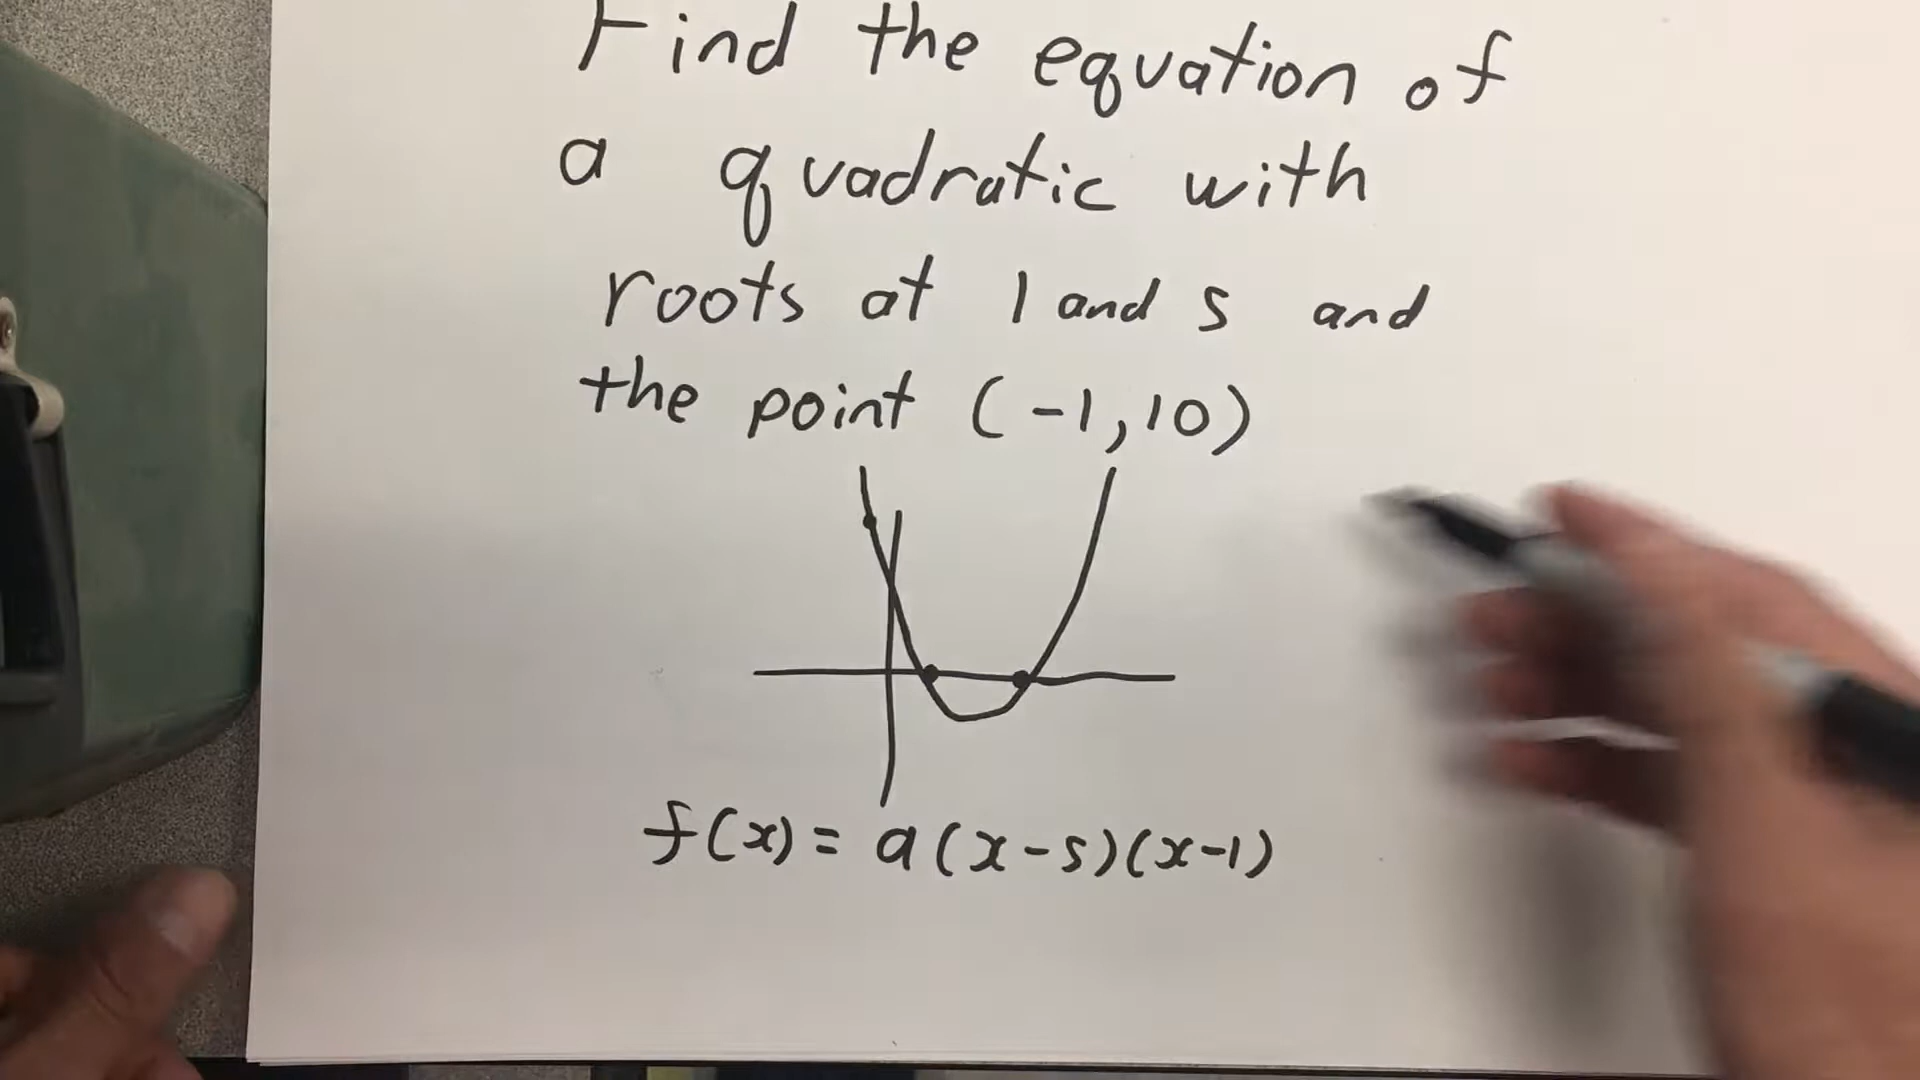 Find the equation of
a quadratic with
roots at 1 and 5 and
the point (-1,10)
f(x) = a(x-5)(x-1)